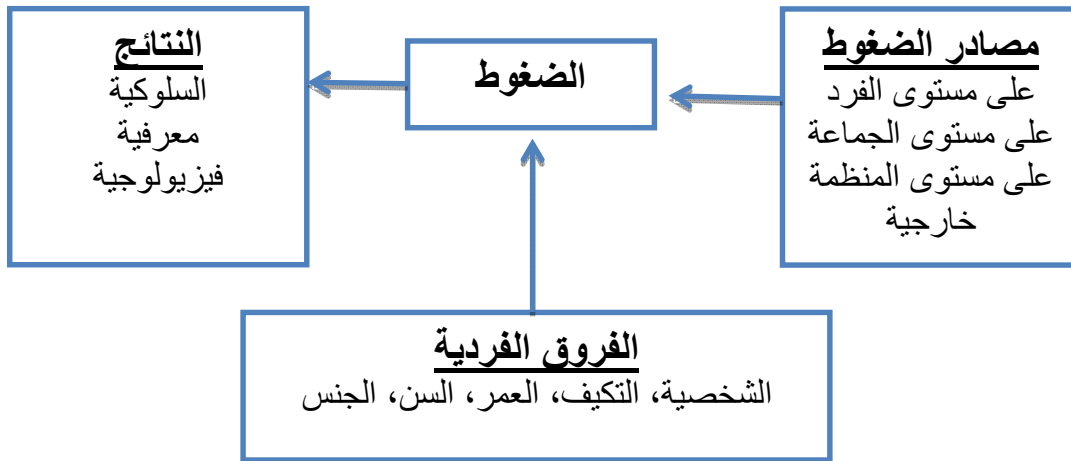 مصادر الضغوط
على مستوى الفرد
على مستوى الجماعة
على مستوى المنظمة
خارجية
الضغوط
النتائج
السلوكية
معرفية
فيزيولوجية
الفروق الفردية
الشخصية، التكيف، العمر، السن، الجنس